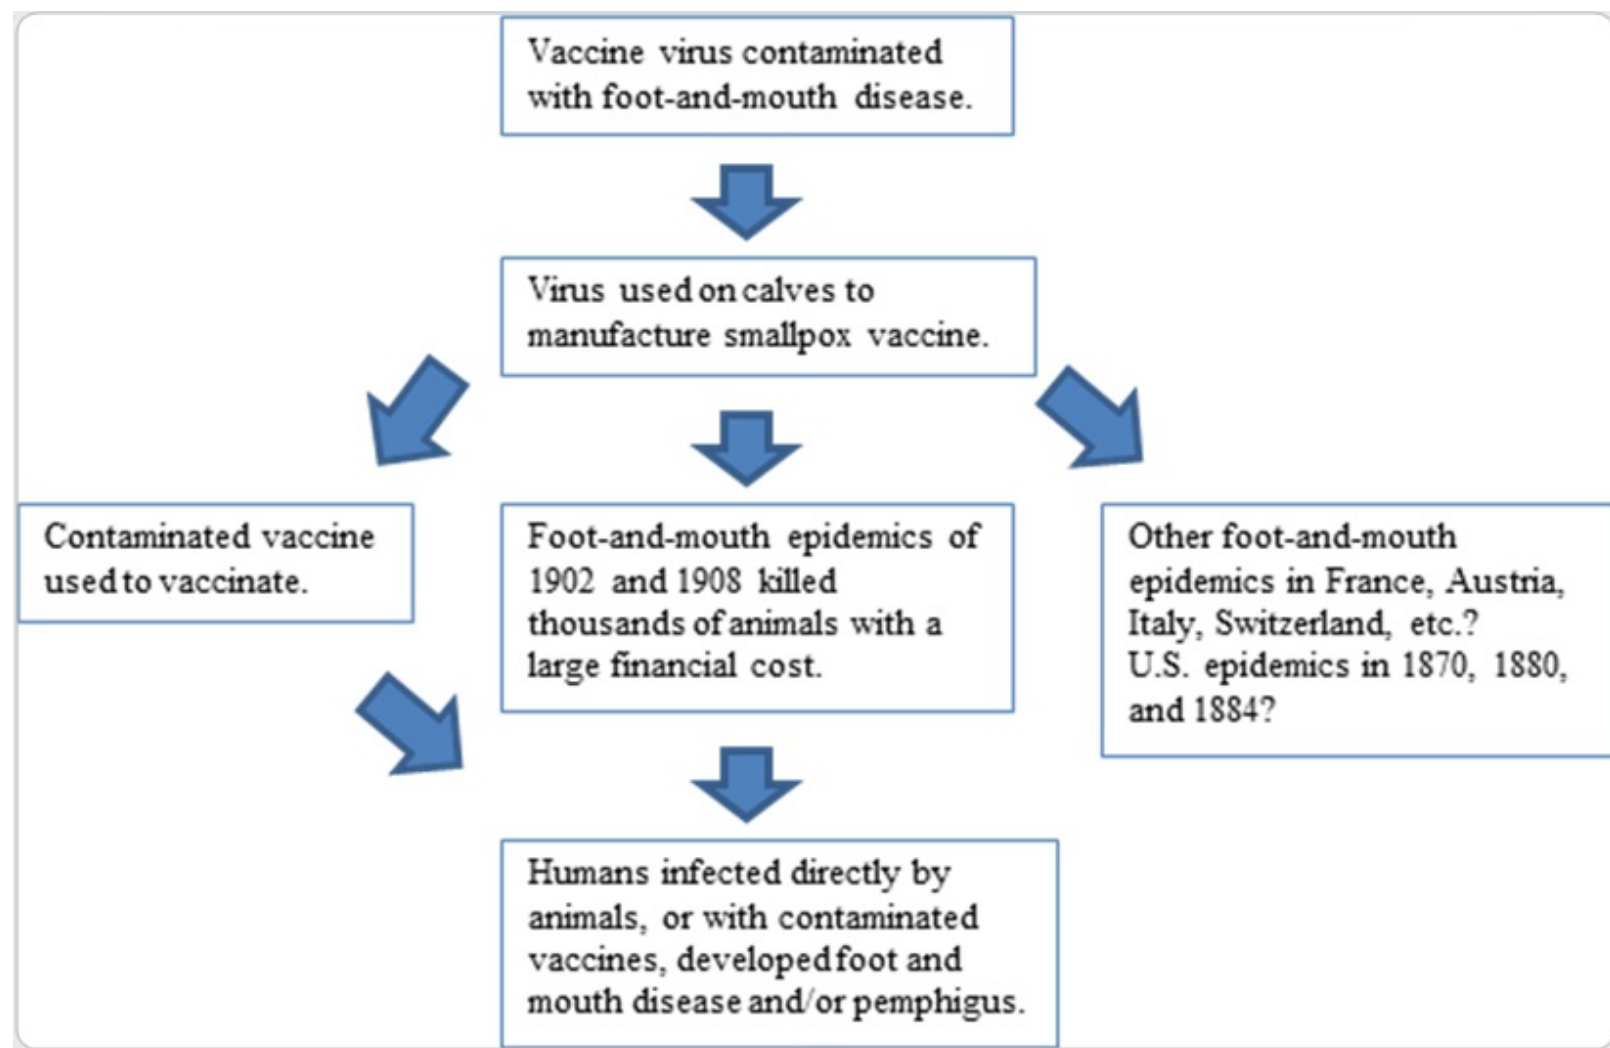 Vaccine virus contaminated
with foot-and-mouth disease.
Virus used on calves to
manufacture smallpox vaccine.
Contaminated vaccine
used to vaccinate.
Foot-and-mouth epidemics of
1902 and 1908 killed
thousands of animals with a
large financial cost.
Other foot-and-mouth
epidemics in France, Austria,
Italy, Switzerland, etc.?
U.S. epidemics in 1870, 1880,
and 1884?
Humans infected directly by
animals, or with contaminated
vaccines, developed foot and
mouth disease and/or pemphigus.